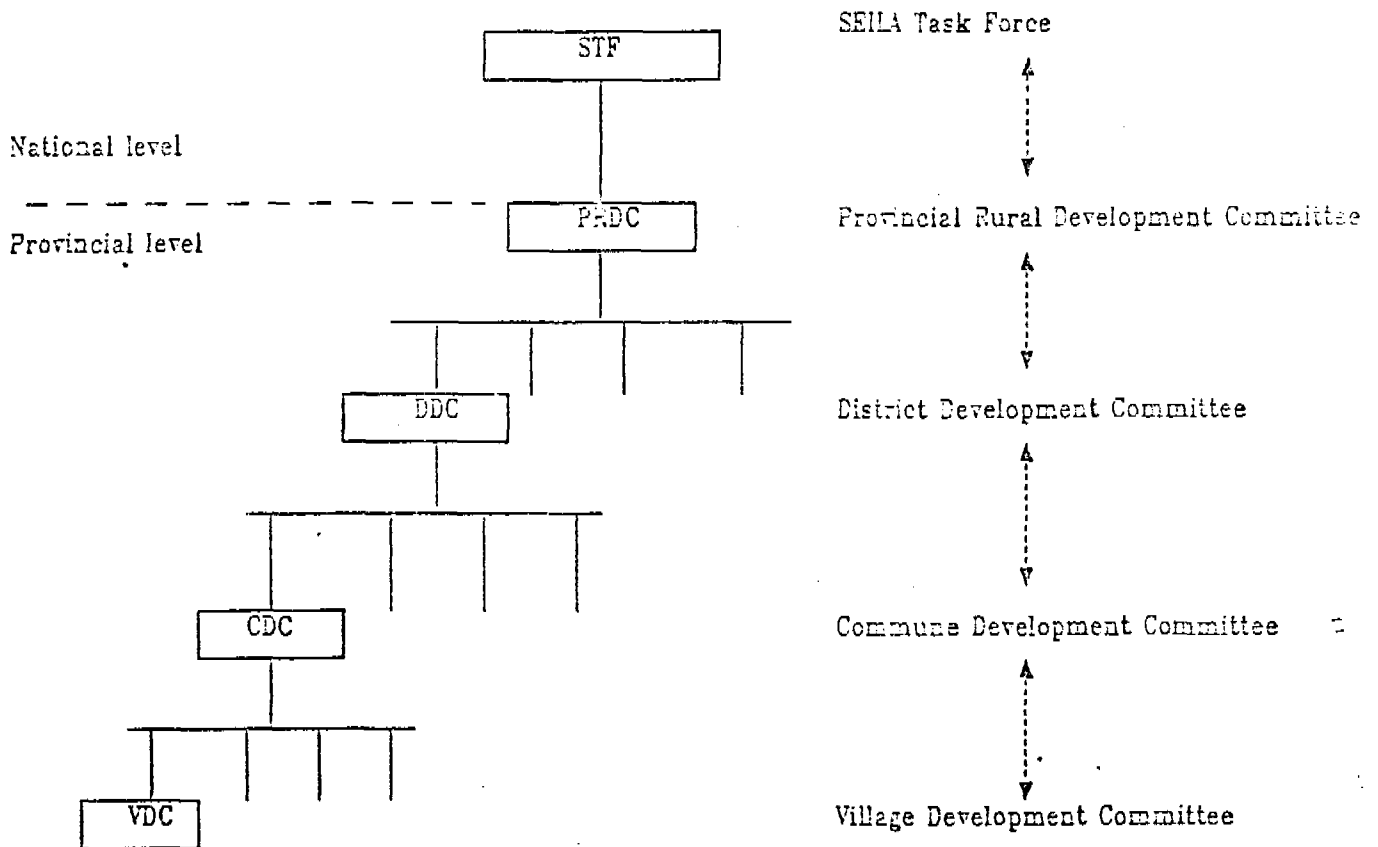 SEILA Task Force
STF
National level
PRDC
Provincial Rural Development Committee
Provincial level
DDC
District Development Committee
CDC
Commune Development Committee
VDC
Village Development Committee